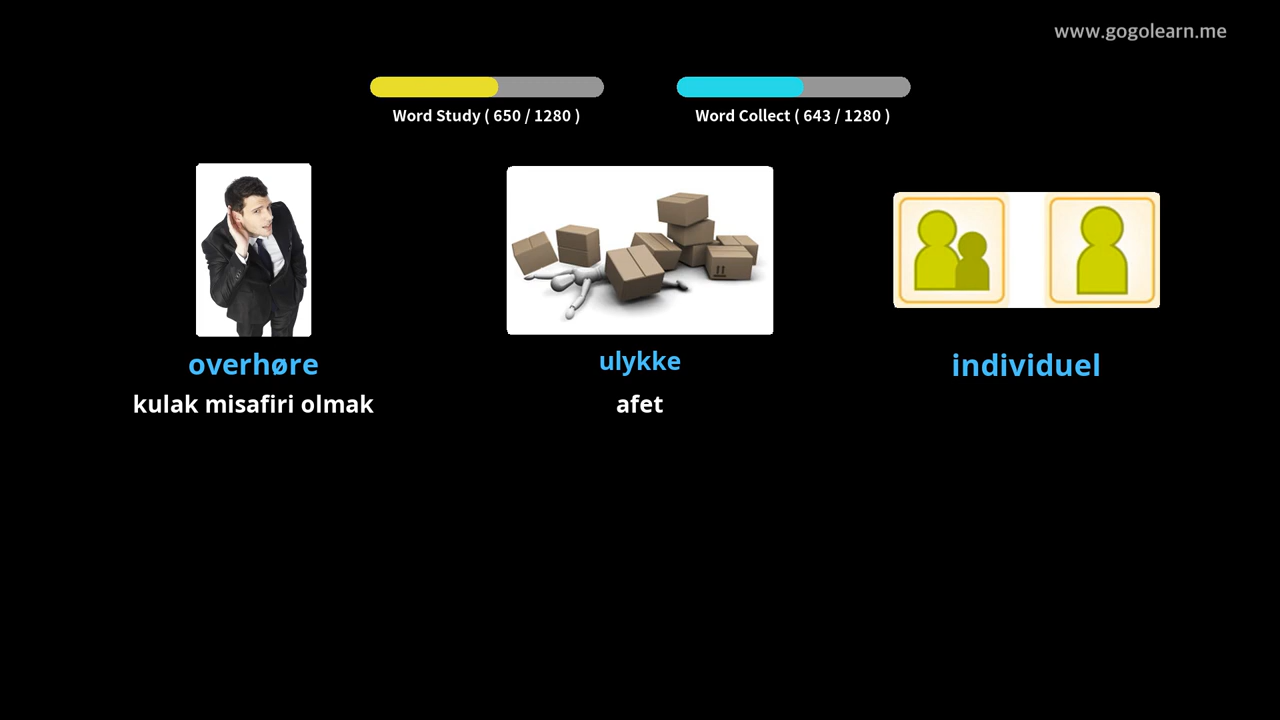 www.gogolearn.me
Word Study ( 650 / 1280 )
Word Collect ( 643 / 1280 )
overhøre
kulak misafiri olmak
ulykke
afet
individuel